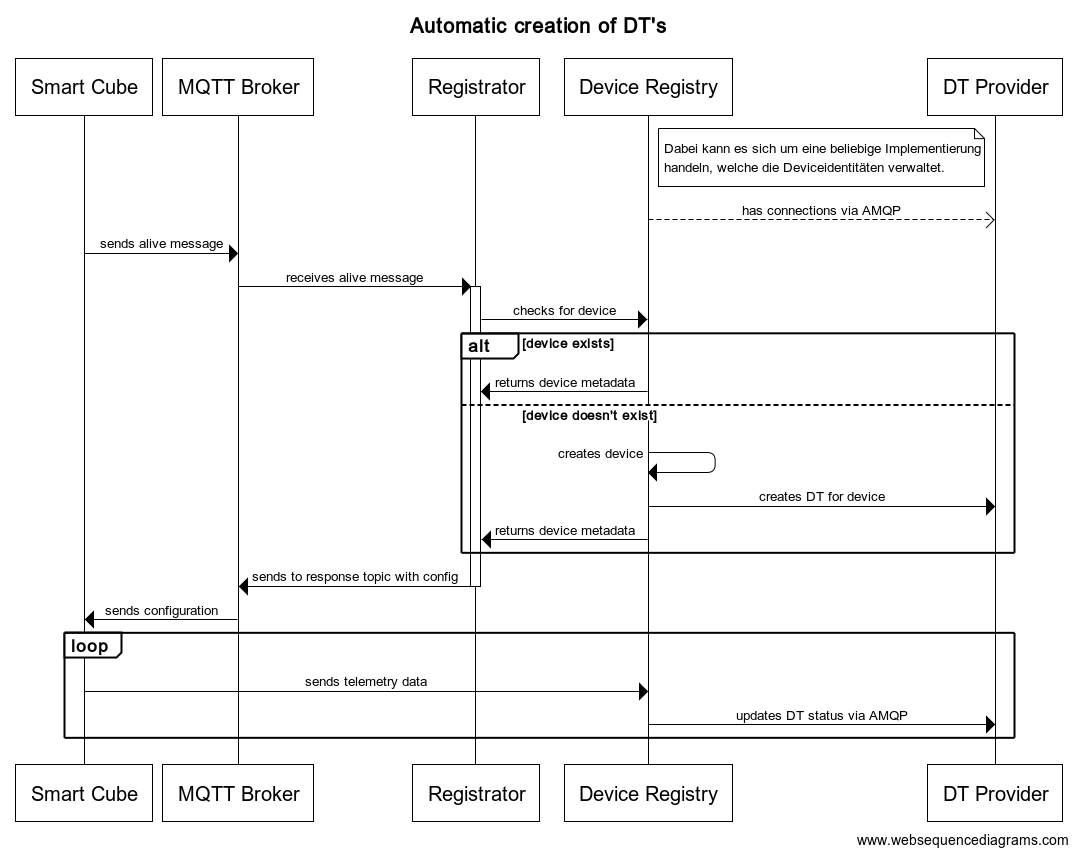 Automatic creation of DT's
Smart Cube
MQTT Broker
Registrator
Device Registry
DT Provider
Dabei kann es sich um eine beliebige Implementierung
handeln, welche die Deviceidentitäten verwaltet.
has connections via AMQP
sends alive message
receives alive message
checks for device
alt
[device exists]
returns device metadata
[device doesn't exist]
creates device
creates DT for device
returns device metadata
sends to response topic with config
sends configuration
loop
sends telemetry data
updates DT status via AMQP
Smart Cube
MQTT Broker
Registrator
Device Registry
DT Provider
www.websequencediagrams.com